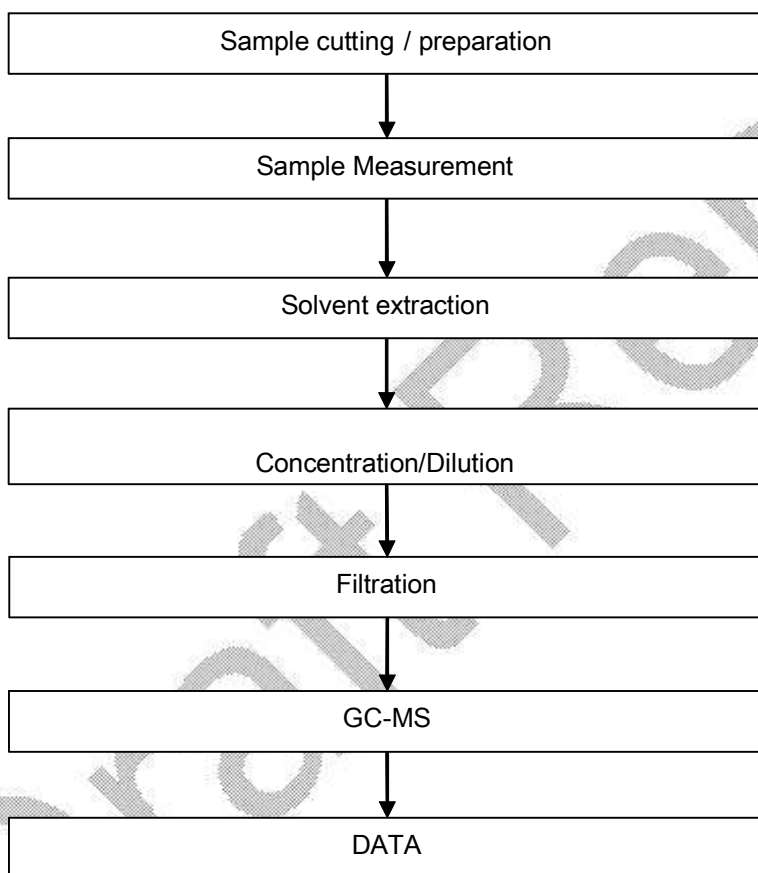 Sample cutting / preparation
Sample Measurement
Solvent extraction
Concentration/Dilution
Filtration
GC-MS
DATA